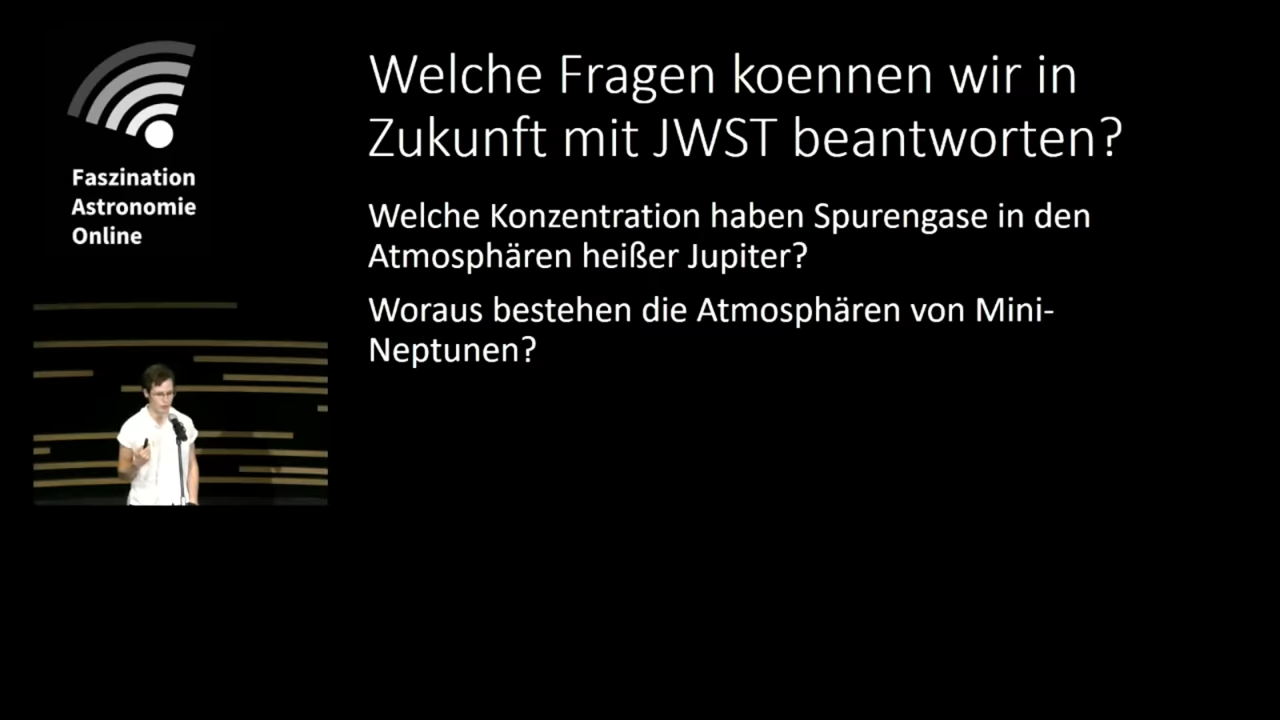 Faszination
Astronomie
Online
Welche Fragen koennen wir in
Zukunft mit JWST beantworten?
Welche Konzentration haben Spurengase in den
Atmosphären heißer Jupiter?
Woraus bestehen die Atmosphären von Mini-
Neptunen?